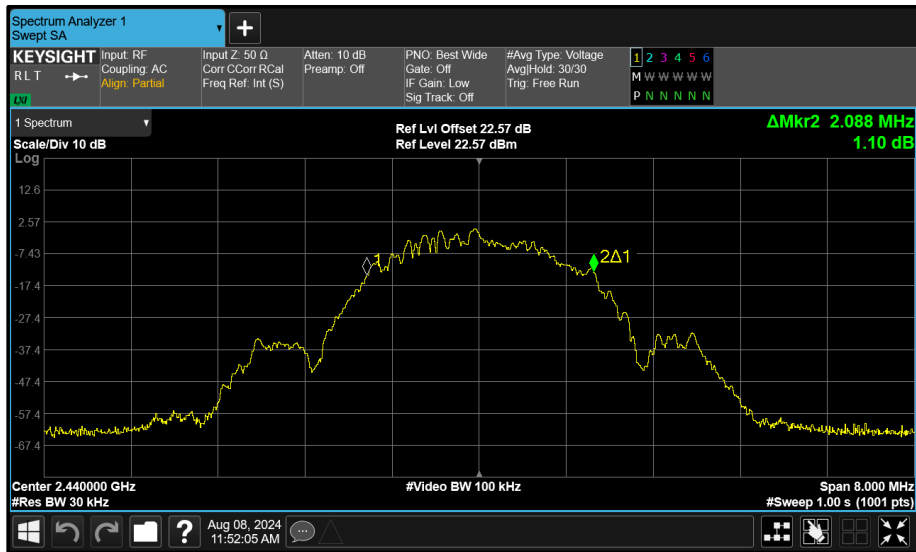 Spectrum Analyzer 1
Swept SA
KEYSIGHT
R L T
LXI
Input: RF
Coupling: AC
Align: Partial
Input Z: 50 Ω
Corr CCorr RCal
Freq Ref: Int (S)
Atten: 10 dB
Preamp: Off
PNO: Best Wide
Gate: Off
IF Gain: Low
Sig Track: Off
#Avg Type: Voltage
Avg|Hold: 30/30
Trig: Free Run
1 2 3 4 5 6
M W W W W W
P N N N N N
1 Spectrum
Scale/Div 10 dB
Ref Lvl Offset 22.57 dB
Ref Level 22.57 dBm
ΔMkr2 2.088 MHz
1.10 dB
Log
12.6
2.57
-7.43
-17.4
-27.4
-37.4
-47.4
-57.4
-67.4
1
2Δ1
Center 2.440000 GHz
#Video BW 100 kHz
Span 8.000 MHz
#Res BW 30 kHz
#Sweep 1.00 s (1001 pts)
?
Aug 08, 2024
11:52:05 AM